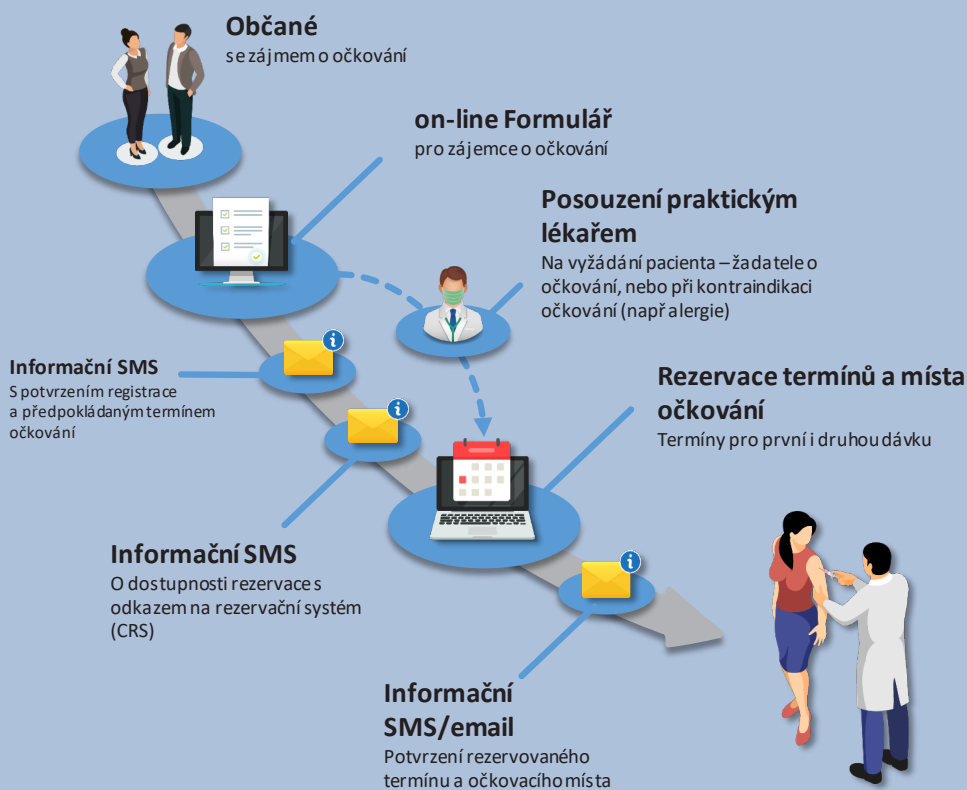 Občané
se zájmem o očkování
on-line Formulář
pro zájemce o očkování
Posouzení praktickým
lékařem
Na vyžádání pacienta – žadatele o
očkování, nebo při kontraindikaci
očkování (např alergie)
Informační SMS
S potvrzením registrace
a předpokládaným termínem
očkování
Rezervace termínů a místa
očkování
Termíny pro první i druhou dávku
Informační SMS
O dostupnosti rezervace s
odkazem na rezervační systém
(CRS)
Informační
SMS/email
Potvrzení rezervovaného
termínu a očkovacího místa